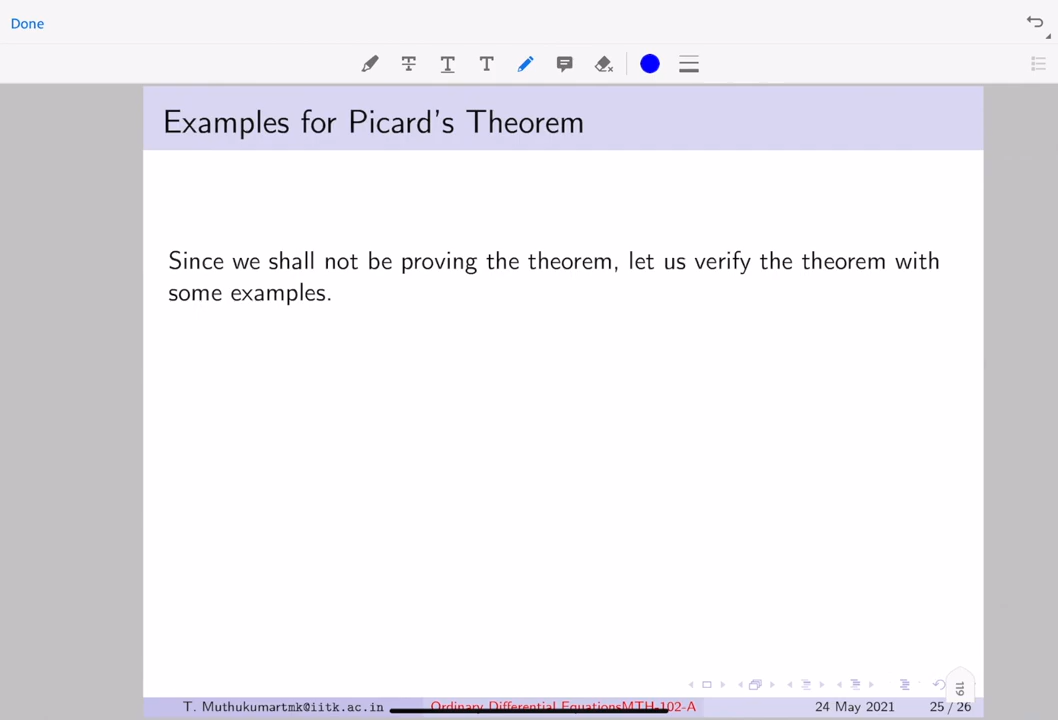 Done
T T T
Examples for Picard's Theorem
Since we shall not be proving the theorem, let us verify the theorem with
some examples.
119
T. Muthukumartmk@iitk.ac.in Ordinary Differential EquationsMTH-102-A 24 May 2021 25 / 26